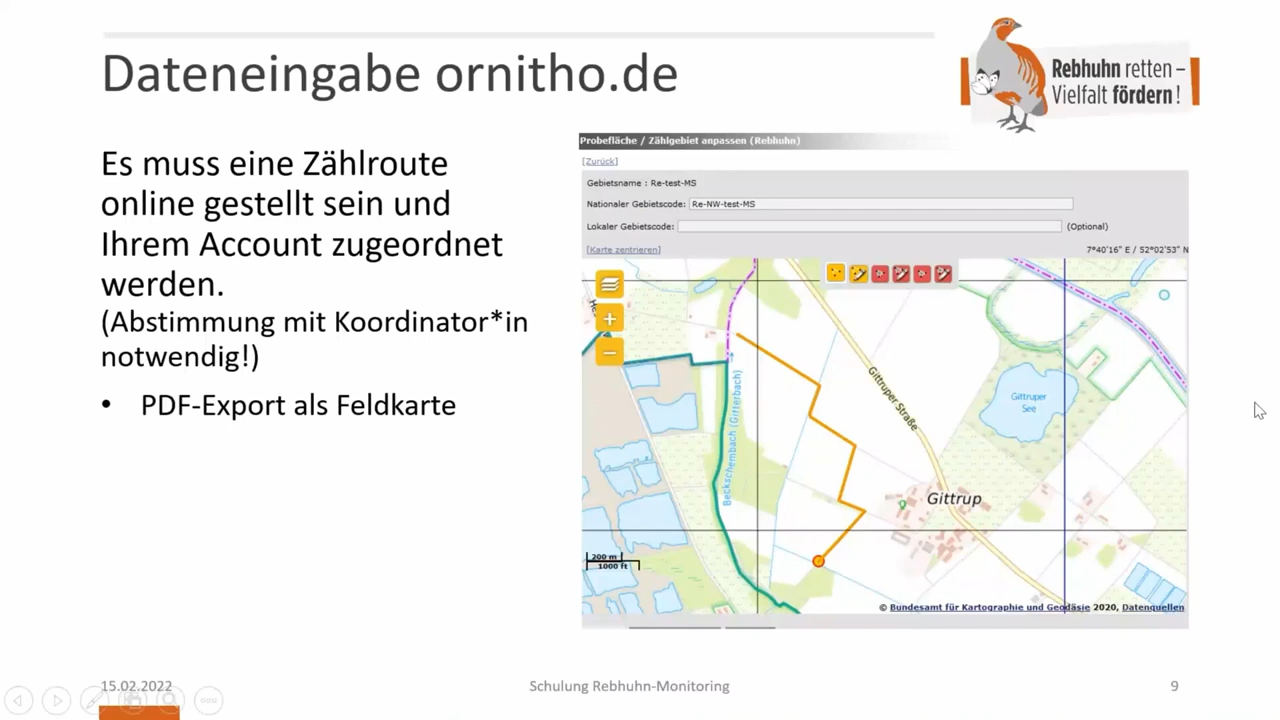 Dateneingabe ornitho.de
Rebhuhn retten –
Vielfalt fördern!
Es muss eine Zählroute
online gestellt sein und
Ihrem Account zugeordnet
werden.
(Abstimmung mit Koordinator*in
notwendig!)
• PDF-Export als Feldkarte
Probefläche / Zählgebiet anpassen (Rebhuhn)
[Zurück]
Gebietsname : Re-test-MS
Nationaler Gebietscode: Re-NW-test-MS
Lokaler Gebietscode: (Optional)
[Karte zentrieren]
7°40'16" E / 52°02'53" N
Gittruper Straße
Gittruper
See
Beckschembach (Gitterbach)
Gittrup
200 m
1000 ft
© Bundesamt für Kartographie und Geodäsie 2020, Datenquellen
15.02.2022
Schulung Rebhuhn-Monitoring
9